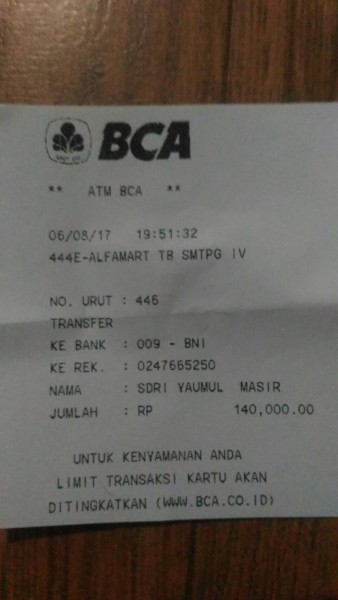 BCA
** ATM BCA **
06/08/17 19:51:32
444E-ALFAMART TB SMTPG IV
NO. URUT : 446
TRANSFER
KE BANK : 009 - BNI
KE REK. : 0247665250
NAMA : SDRI YAUMUL MASIR
JUMLAH : RP 140,000.00
UNTUK KENYAMANAN ANDA
LIMIT TRANSAKSI KARTU AKAN
DITINGKATKAN (WWW.BCA.CO.ID)